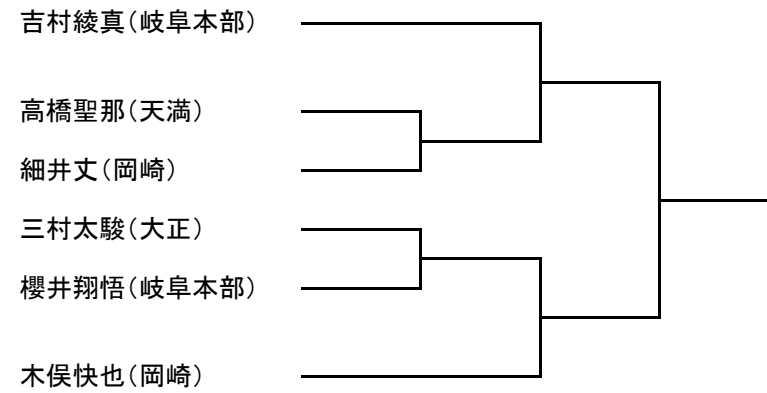 吉村綾真（岐阜本部）
高橋聖那（天満）
細井丈（岡崎）
三村太駿（大正）
櫻井翔悟（岐阜本部）
木俣快也（岡崎）